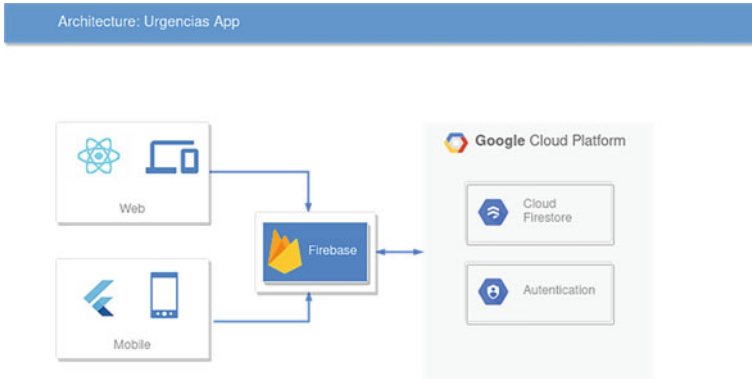 Architecture: Urgencias App
Web
Mobile
Firebase
Google Cloud Platform
Cloud
Firestore
Autentication